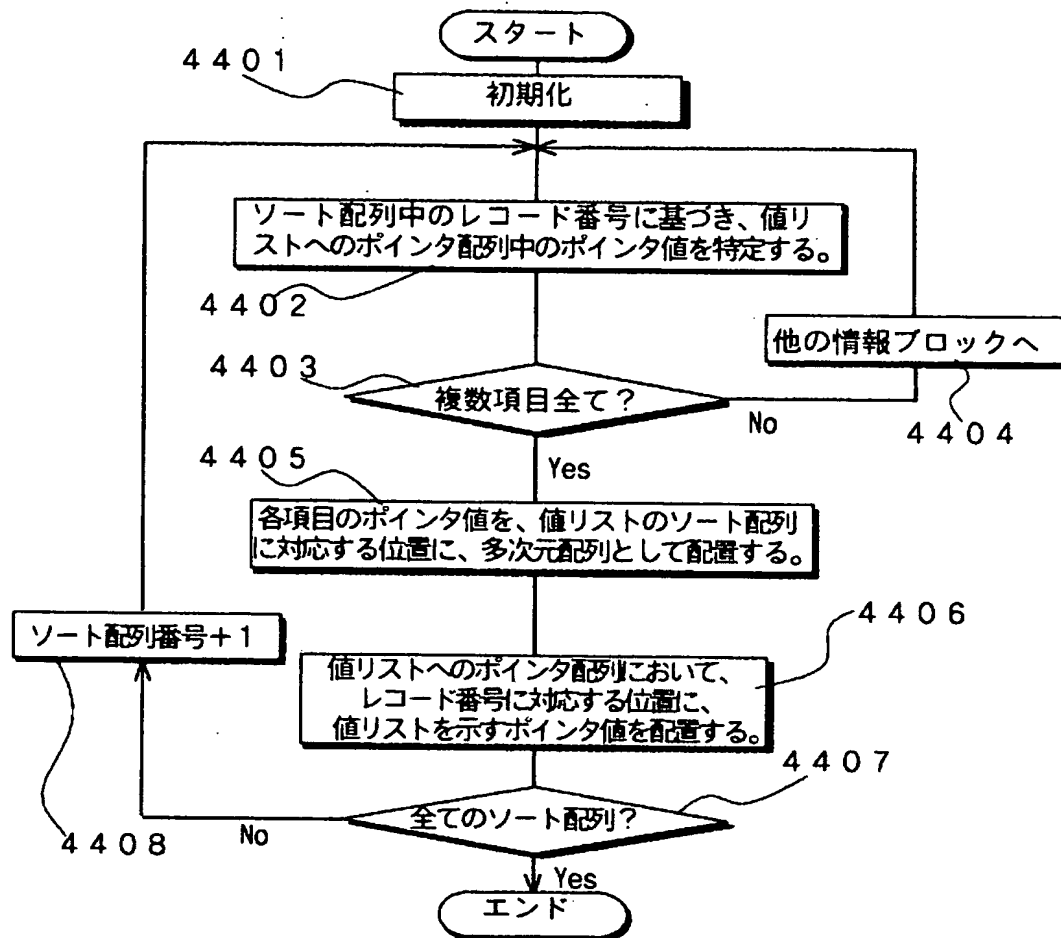 スタート
4401
初期化
ソート配列中のレコード番号に基づき、値リ
ストへのポインタ配列中のポインタ値を特定する。
4402
他の情報ブロックへ
4403
複数項目全て?
No
4404
4405
Yes
各項目のポインタ値を、値リストのソート配列
に対応する位置に、多次元配列として配置する。
4406
ソート配列番号+1
値リストへのポインタ配列において、
レコード番号に対応する位置に、
値リストを示すポインタ値を配置する。
4407
全てのソート配列?
No
4408
Yes
エンド